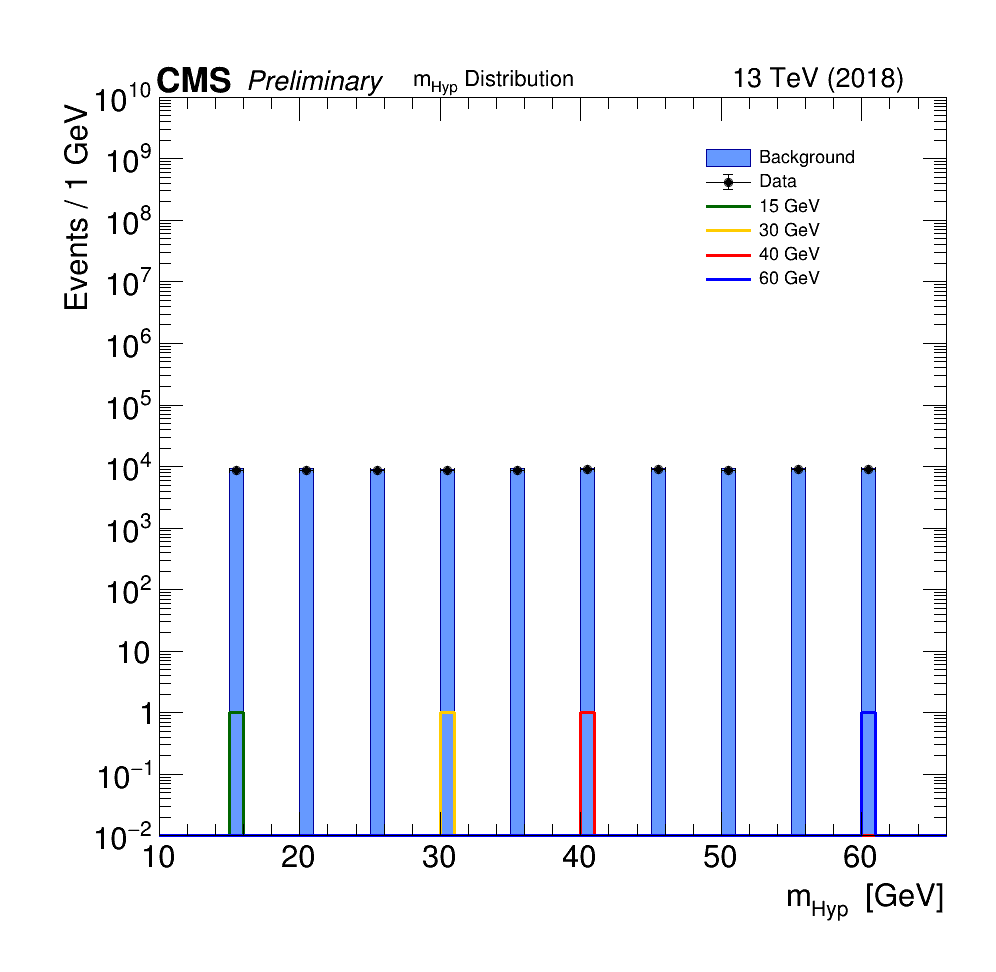 CMS Preliminary m_Hyp Distribution 13 TeV (2018)
Events / 1 GeV
10^10
10^9
10^8
10^7
10^6
10^5
10^4
10^3
10^2
10
1
10^−1
10^−2
Background
Data
15 GeV
30 GeV
40 GeV
60 GeV
10 20 30 40 50 60
m_Hyp [GeV]